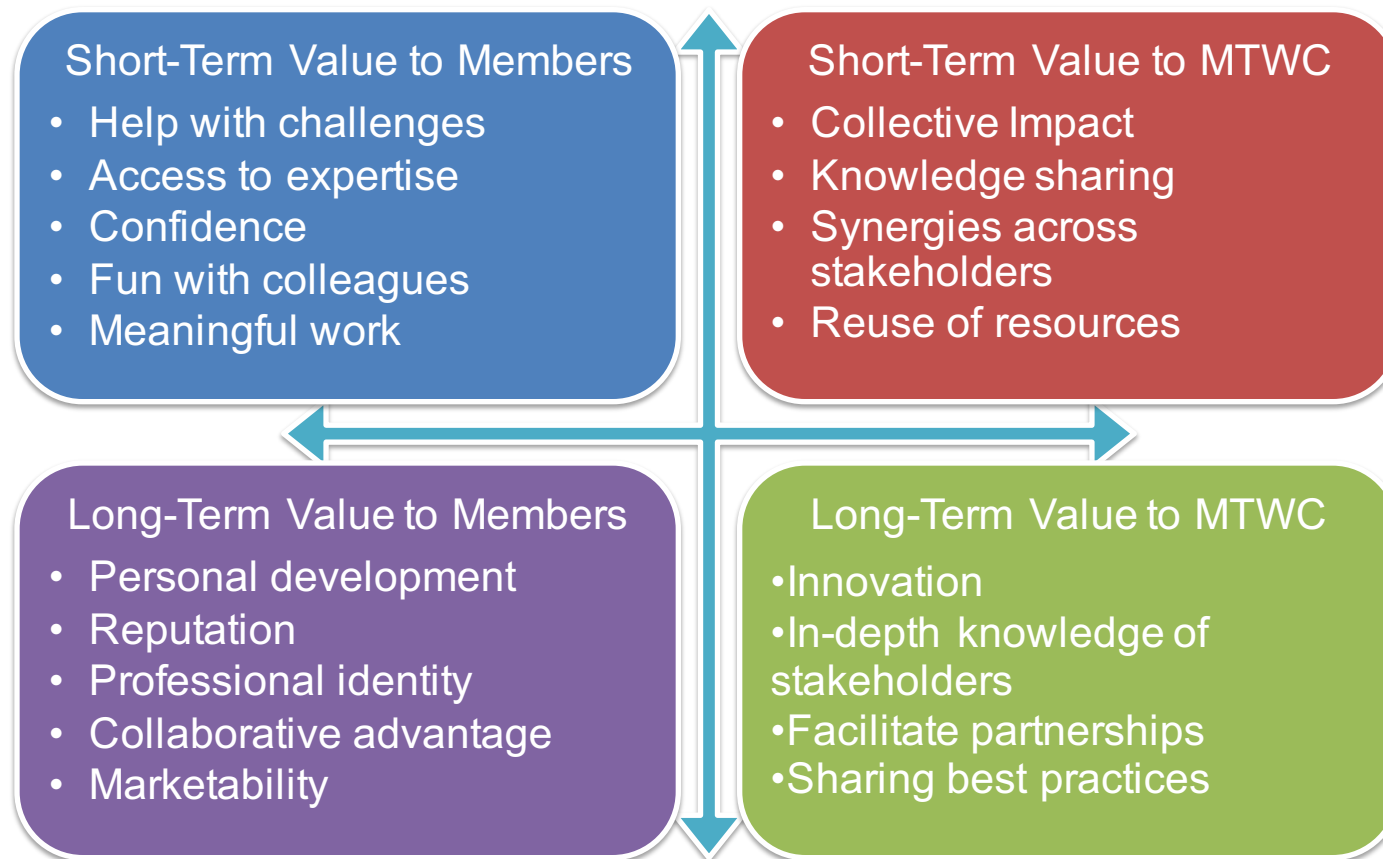 Short-Term Value to Members
• Help with challenges
• Access to expertise
• Confidence
• Fun with colleagues
• Meaningful work
Short-Term Value to MTWC
• Collective Impact
• Knowledge sharing
• Synergies across
stakeholders
• Reuse of resources
Long-Term Value to Members
• Personal development
• Reputation
• Professional identity
• Collaborative advantage
• Marketability
Long-Term Value to MTWC
•Innovation
•In-depth knowledge of
stakeholders
•Facilitate partnerships
•Sharing best practices